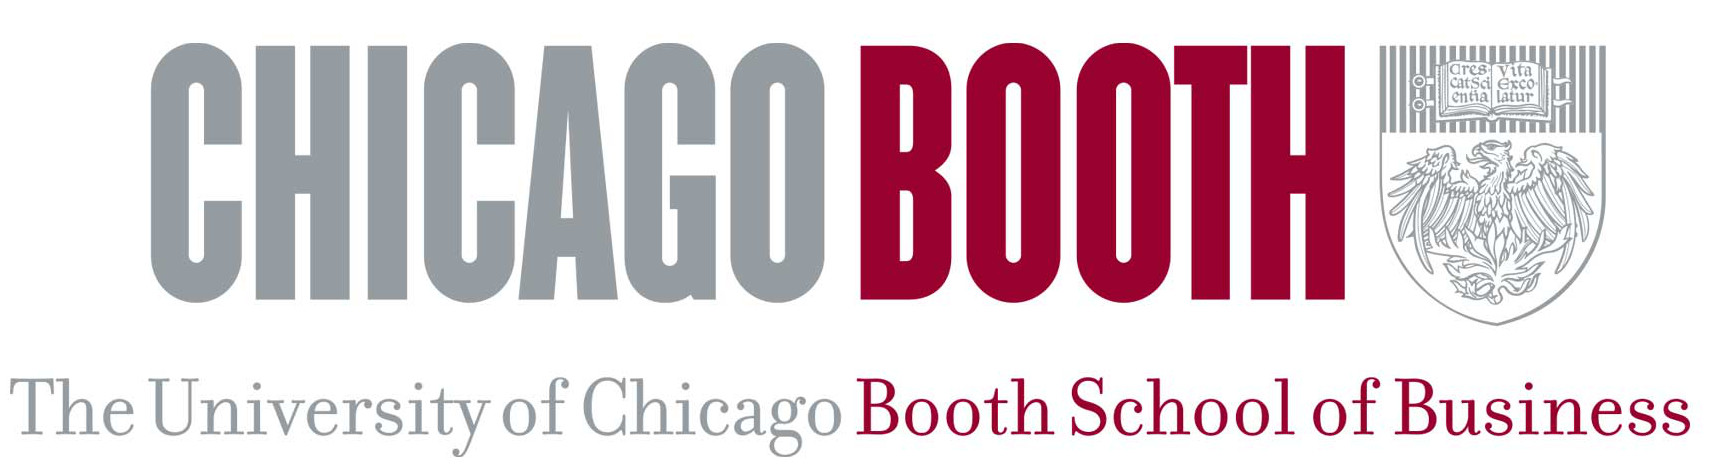 CHICAGO BOOTH
Cres- Vita
cat Sci Exco-
entia latur
The University of Chicago Booth School of Business